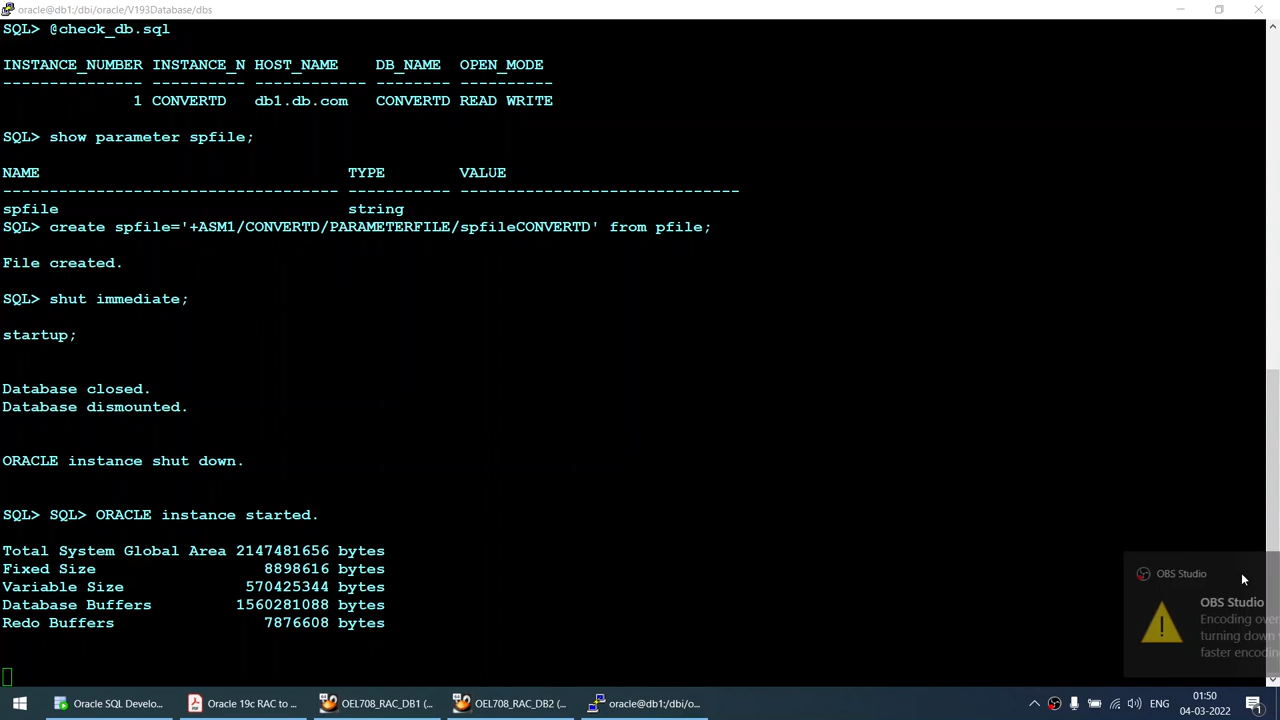 oracle@db1:/dbi/oracle/V193Database/dbs
SQL> @check_db.sql
INSTANCE_NUMBER INSTANCE_N HOST_NAME    DB_NAME  OPEN_MODE
--------------- ---------- ------------ -------- ----------
              1 CONVERTD   db1.db.com   CONVERTD READ WRITE
SQL> show parameter spfile;
NAME                                 TYPE        VALUE
------------------------------------ ----------- ------------------------------
spfile                               string
SQL> create spfile='+ASM1/CONVERTD/PARAMETERFILE/spfileCONVERTD' from pfile;
File created.
SQL> shut immediate;
startup;
Database closed.
Database dismounted.
ORACLE instance shut down.
SQL> SQL> ORACLE instance started.
Total System Global Area 2147481656 bytes
Fixed Size                  8898616 bytes
Variable Size             570425344 bytes
Database Buffers         1560281088 bytes
Redo Buffers                7876608 bytes
OBS Studio
OBS Studio
Encoding over
turning down
faster encodin
Oracle SQL Develo...
Oracle 19c RAC to ...
OEL708_RAC_DB1 (...
OEL708_RAC_DB2 (...
oracle@db1:/dbi/o...
ENG
01:50
04-03-2022
1